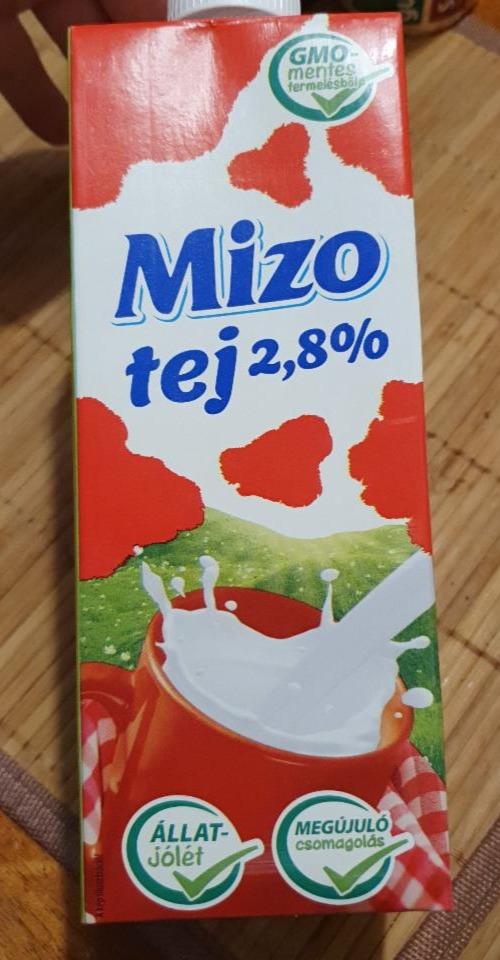 GMO-
mentes
termelésből
Mizo
tej 2,8%
ÁLLAT-
jólét
MEGÚJULÓ
csomagolás